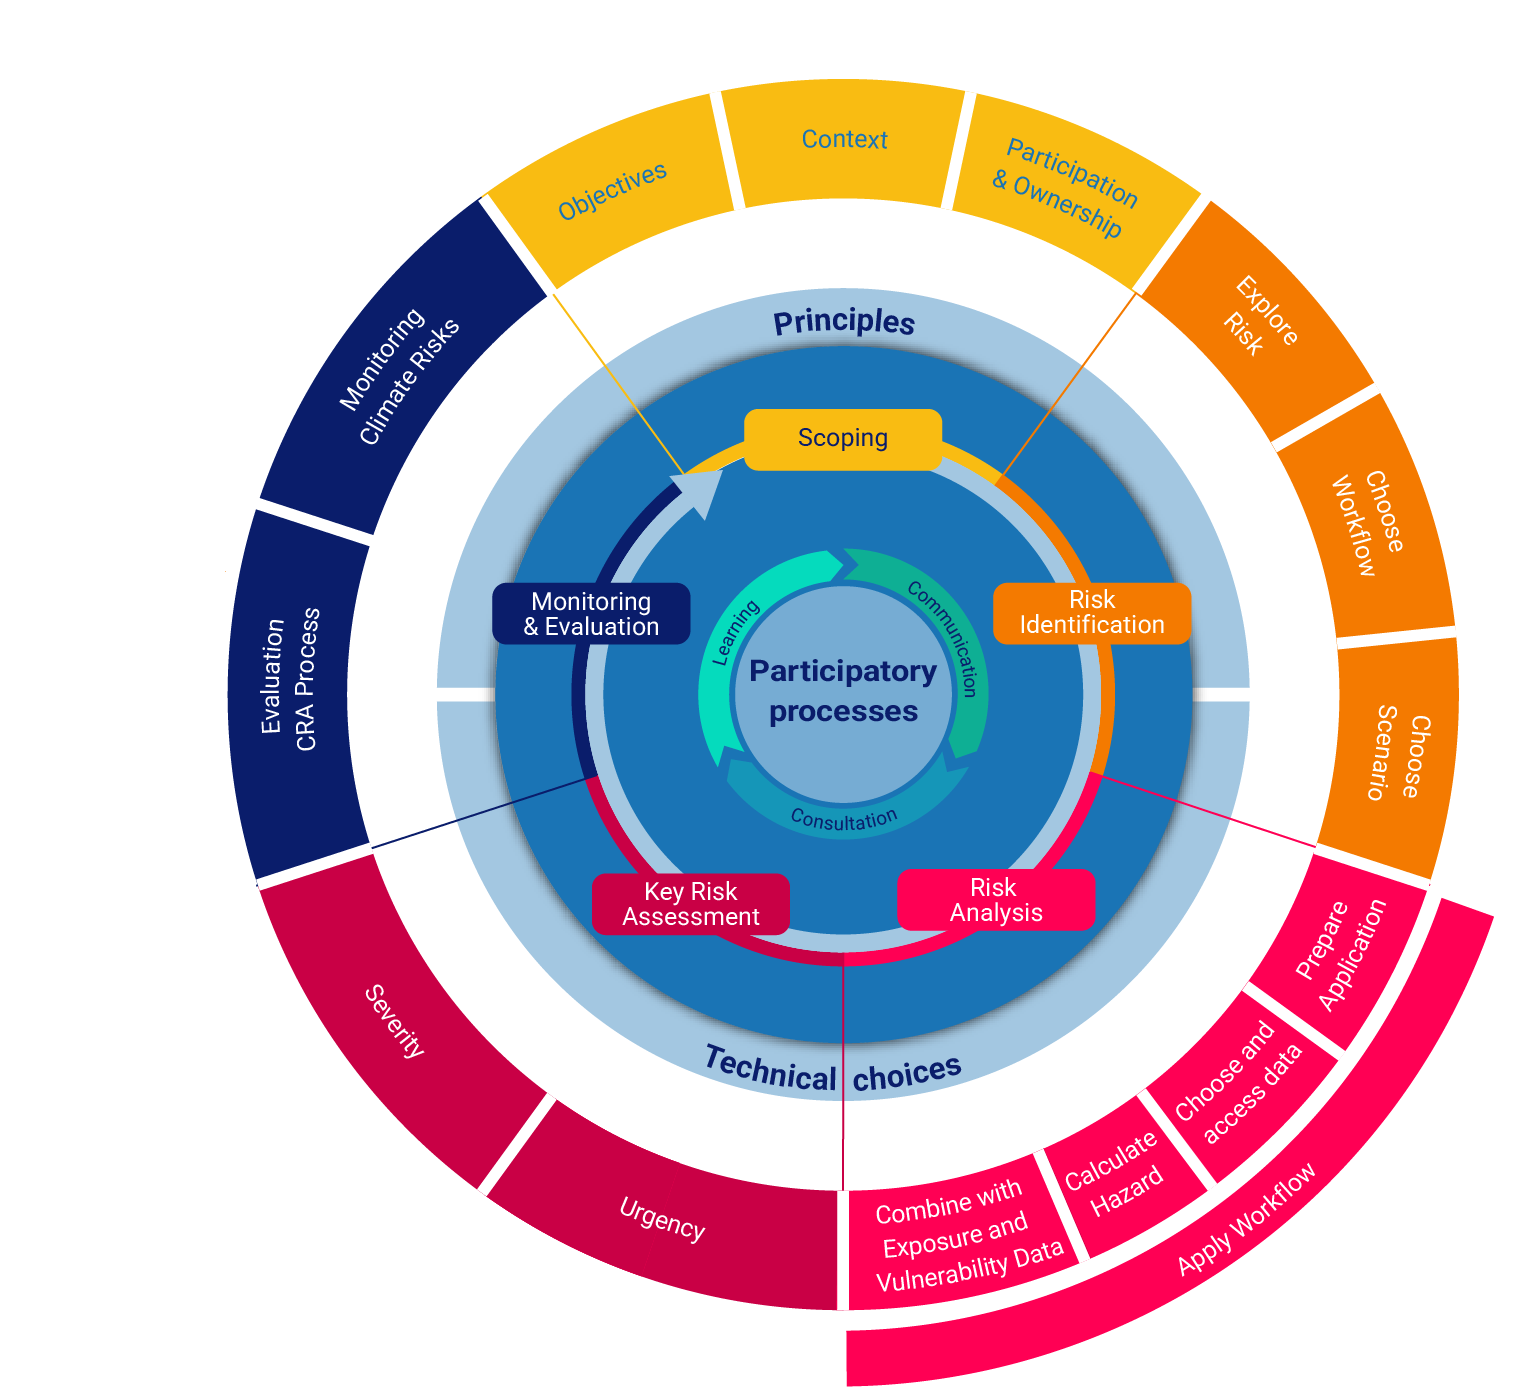 Objectives
Context
Participation
& Ownership
Explore
Risk
Choose
Workflow
Choose
Scenario
Prepare
Application
Choose and
access data
Calculate
Hazard
Combine with
Exposure and
Vulnerability Data
Apply Workflow
Urgency
Severity
Evaluation
CRA Process
Monitoring
Climate Risks
Principles
Technical choices
Scoping
Risk
Identification
Risk
Analysis
Key Risk
Assessment
Monitoring
& Evaluation
Learning
Communication
Consultation
Participatory
processes